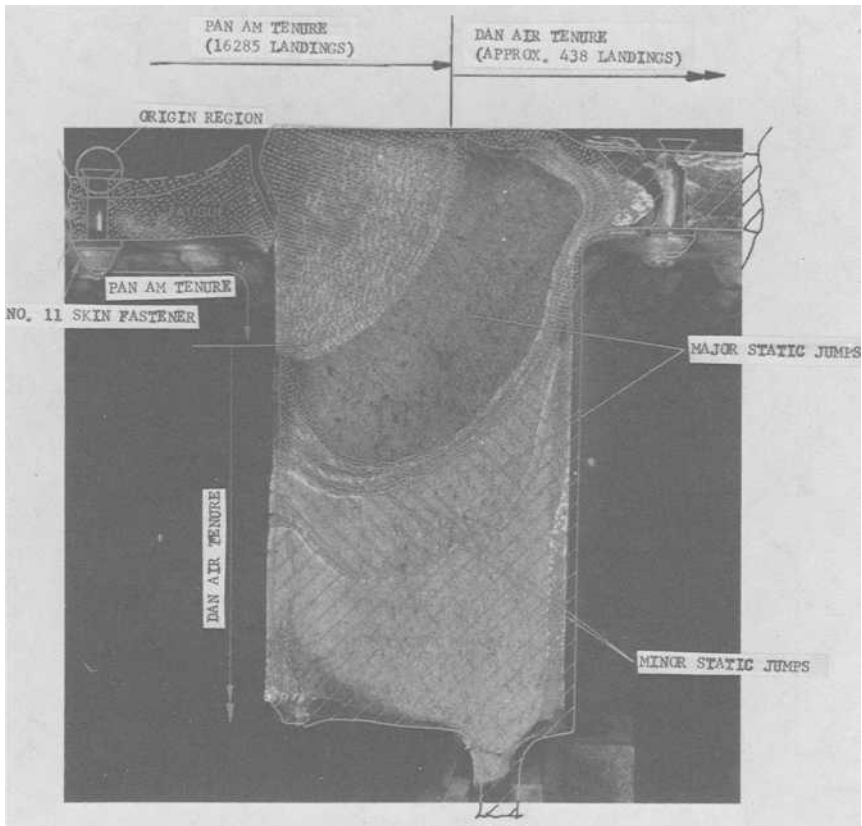 PAN AM TENURE
(16285 LANDINGS)
DAN AIR TENURE
(APPROX. 438 LANDINGS)
ORIGIN REGION
FATIGUE
PAN AM TENURE
NO. 11 SKIN FASTENER
MAJOR STATIC JUMPS
DAN AIR TENURE
MINOR STATIC JUMPS